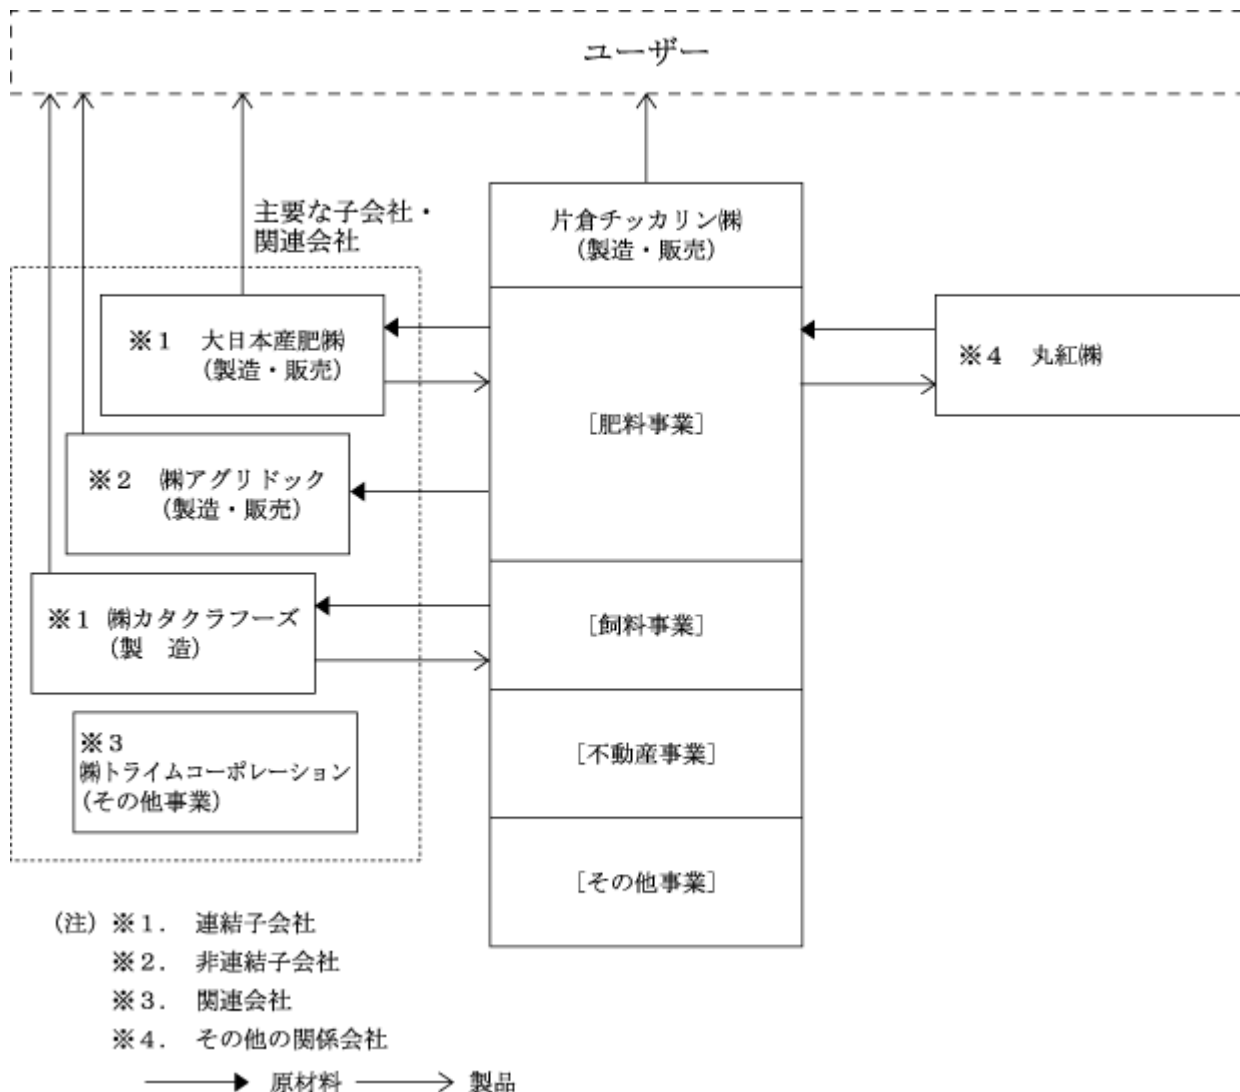 ユーザー
主要な子会社・
関連会社
片倉チッカリン㈱
(製造・販売)
※1 大日本産肥㈱
(製造・販売)
[肥料事業]
※4 丸紅㈱
※2 ㈱アグリドック
(製造・販売)
※1 ㈱カタクラフーズ
(製 造)
[飼料事業]
※3
㈱トライムコーポレーション
(その他事業)
[不動産事業]
[その他事業]
(注) ※1. 連結子会社
※2. 非連結子会社
※3. 関連会社
※4. その他の関係会社
原材料 製品